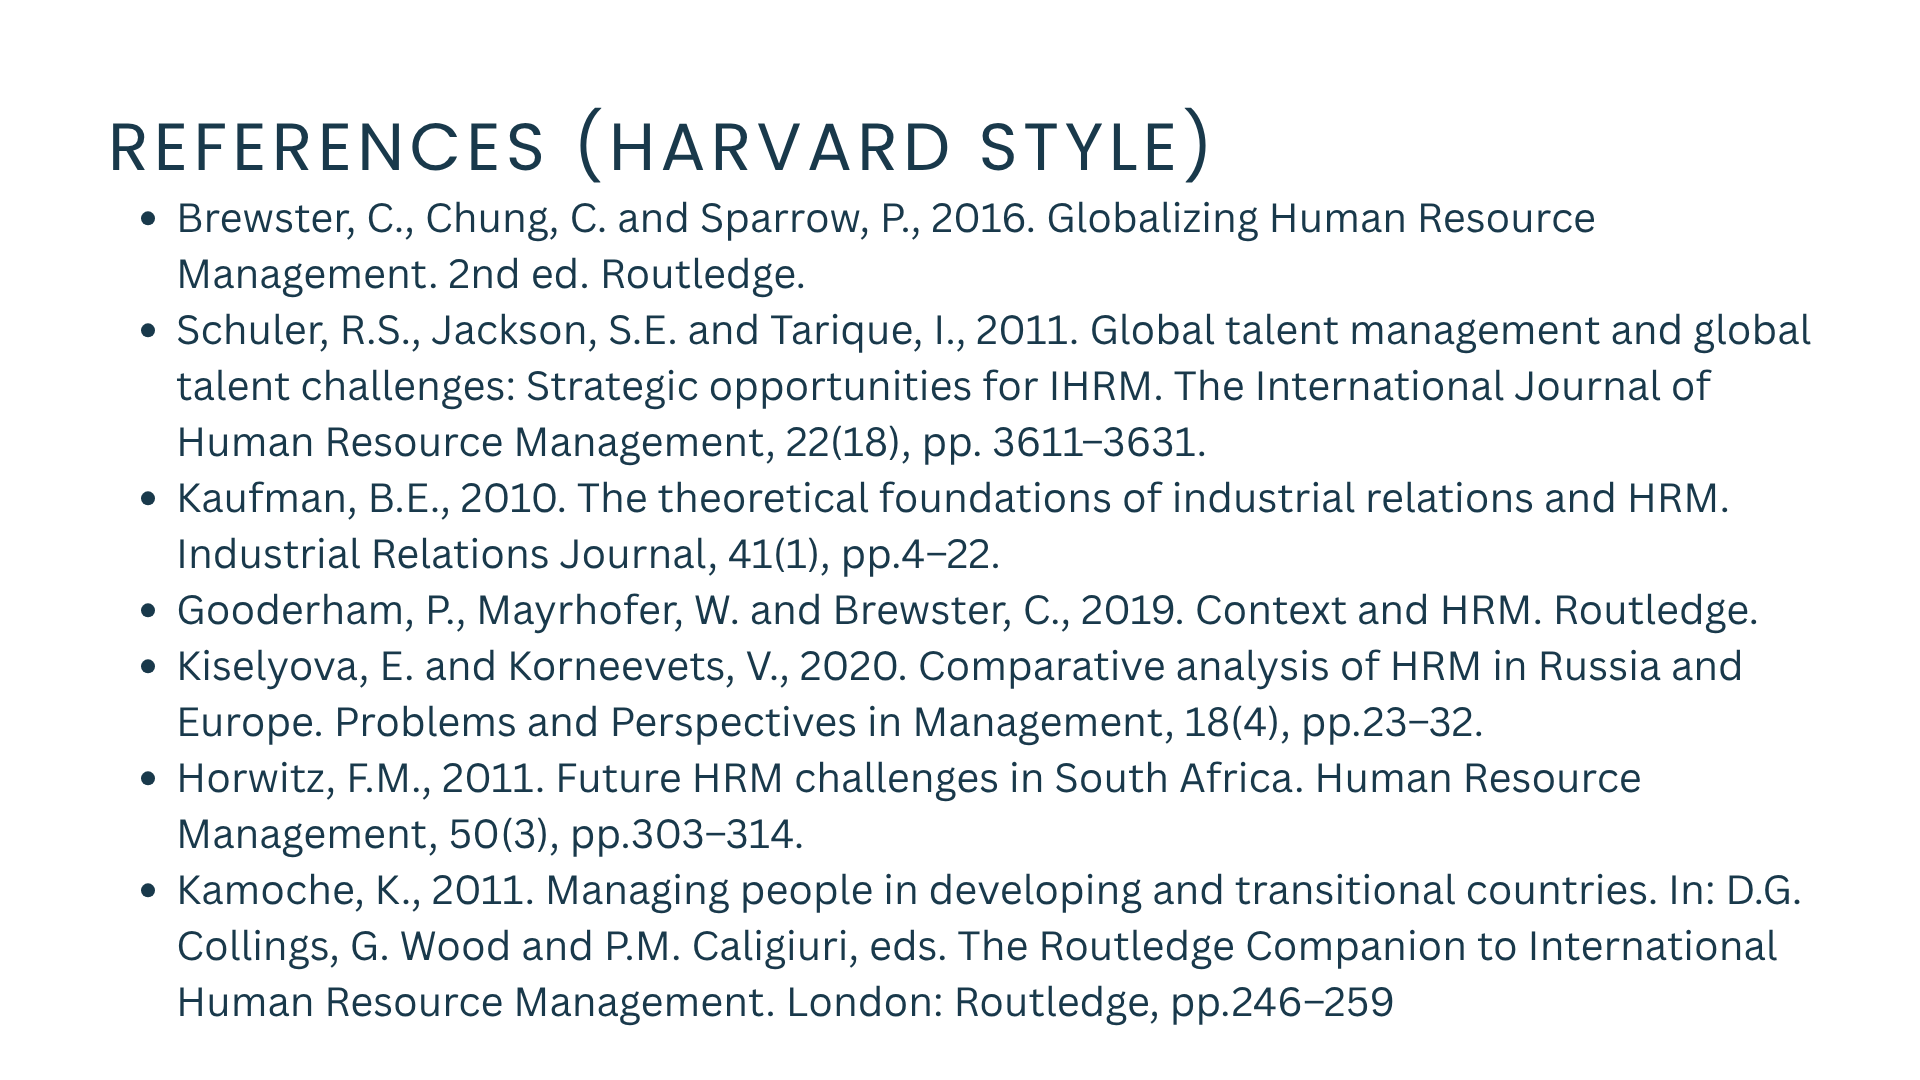 REFERENCES (HARVARD STYLE)
• Brewster, C., Chung, C. and Sparrow, P., 2016. Globalizing Human Resource
Management. 2nd ed. Routledge.
• Schuler, R.S., Jackson, S.E. and Tarique, I., 2011. Global talent management and global
talent challenges: Strategic opportunities for IHRM. The International Journal of
Human Resource Management, 22(18), pp. 3611–3631.
• Kaufman, B.E., 2010. The theoretical foundations of industrial relations and HRM.
Industrial Relations Journal, 41(1), pp.4–22.
• Gooderham, P., Mayrhofer, W. and Brewster, C., 2019. Context and HRM. Routledge.
• Kiselyova, E. and Korneevets, V., 2020. Comparative analysis of HRM in Russia and
Europe. Problems and Perspectives in Management, 18(4), pp.23–32.
• Horwitz, F.M., 2011. Future HRM challenges in South Africa. Human Resource
Management, 50(3), pp.303–314.
• Kamoche, K., 2011. Managing people in developing and transitional countries. In: D.G.
Collings, G. Wood and P.M. Caligiuri, eds. The Routledge Companion to International
Human Resource Management. London: Routledge, pp.246–259